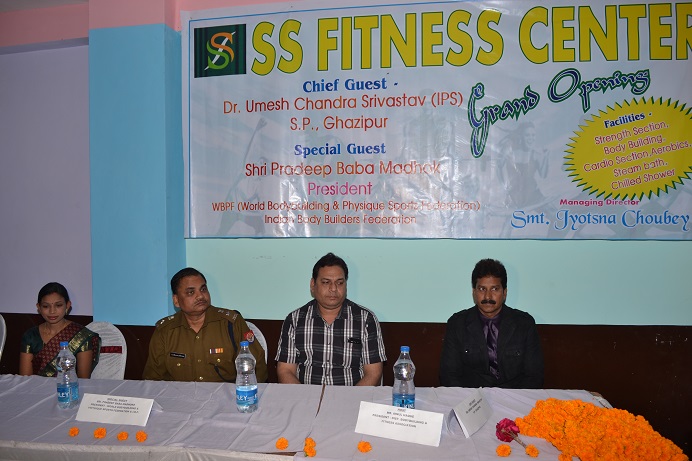 SS FITNESS CENTER
Grand Opening
Chief Guest -
Dr. Umesh Chandra Srivastav (IPS)
S.P., Ghazipur
Special Guest
Shri Pradeep Baba Madhok
President
WBPF (World Bodybuilding & Physique Sports Federation)
Indian Body Builders Federation
Facilities -
Strength Section,
Body Building,
Cardio Section,Aerobics,
Steam bath,
Chilled Shower
Managing Director
Smt. Jyotsna Choubey
SPECIAL GUEST